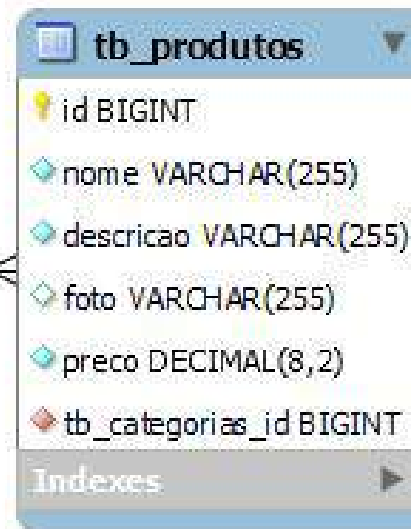 tb_produtos
id BIGINT
nome VARCHAR(255)
descricao VARCHAR(255)
foto VARCHAR(255)
preco DECIMAL(8,2)
tb_categorias_id BIGINT
Indexes